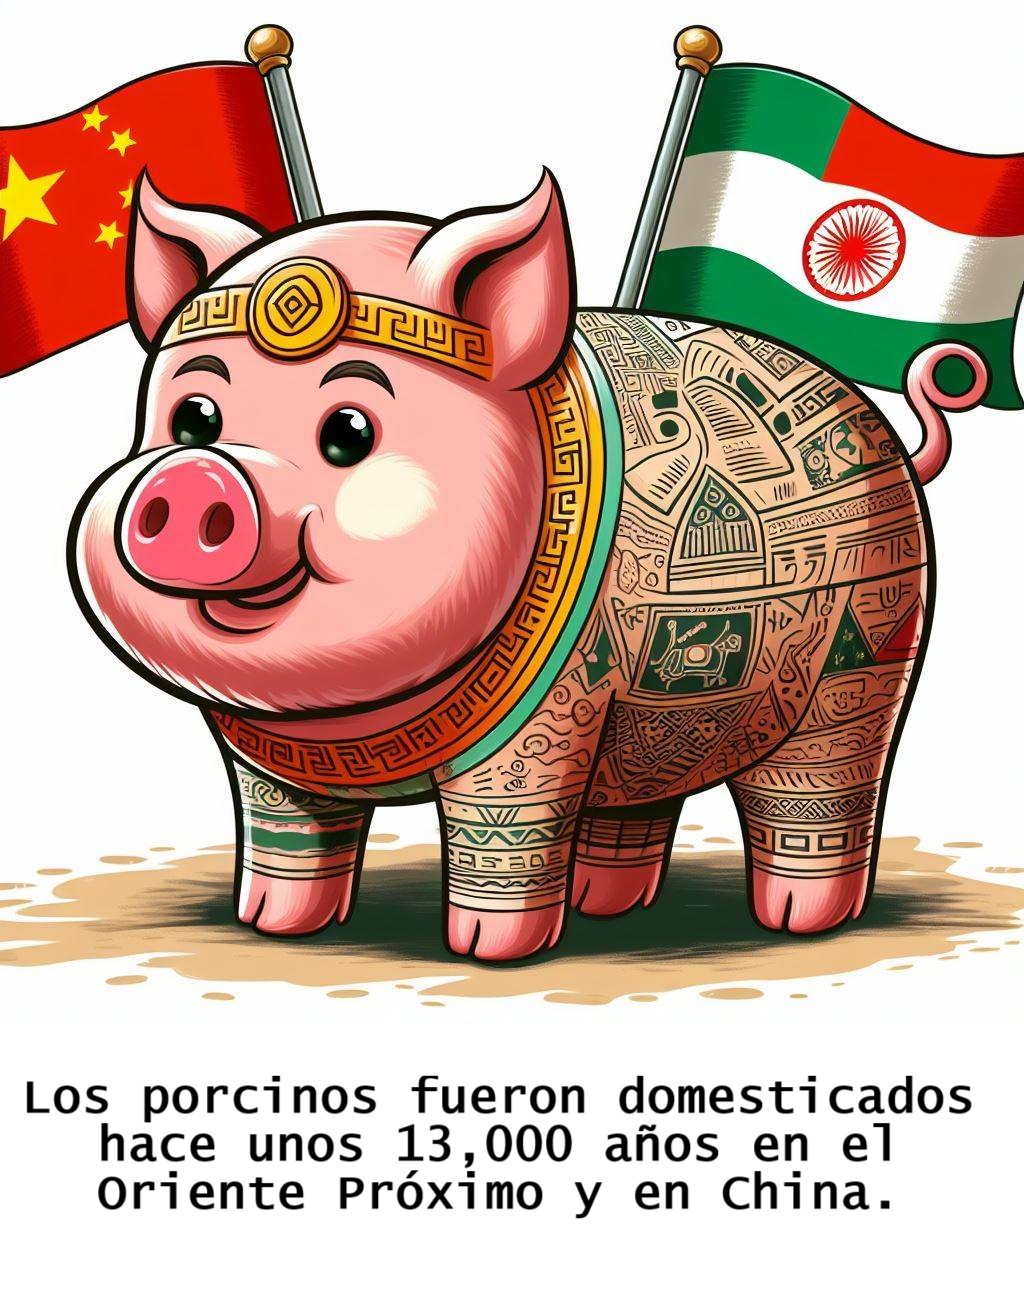 Los porcinos fueron domesticados
hace unos 13,000 años en el
Oriente Próximo y en China.